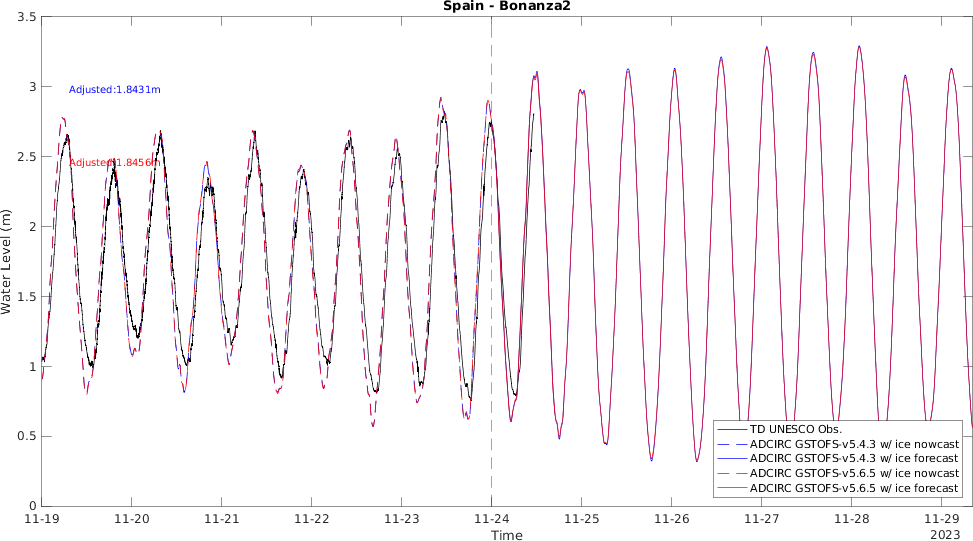 Spain - Bonanza2
3.5
3
2.5
2
1.5
1
0.5
0
Water Level (m)
Adjusted:1.8431m
Adjusted:1.8456m
TD UNESCO Obs.
ADCIRC GSTOFS-v5.4.3 w/ ice nowcast
ADCIRC GSTOFS-v5.4.3 w/ ice forecast
ADCIRC GSTOFS-v5.6.5 w/ ice nowcast
ADCIRC GSTOFS-v5.6.5 w/ ice forecast
11-19 11-20 11-21 11-22 11-23 11-24 11-25 11-26 11-27 11-28 11-29
Time
2023